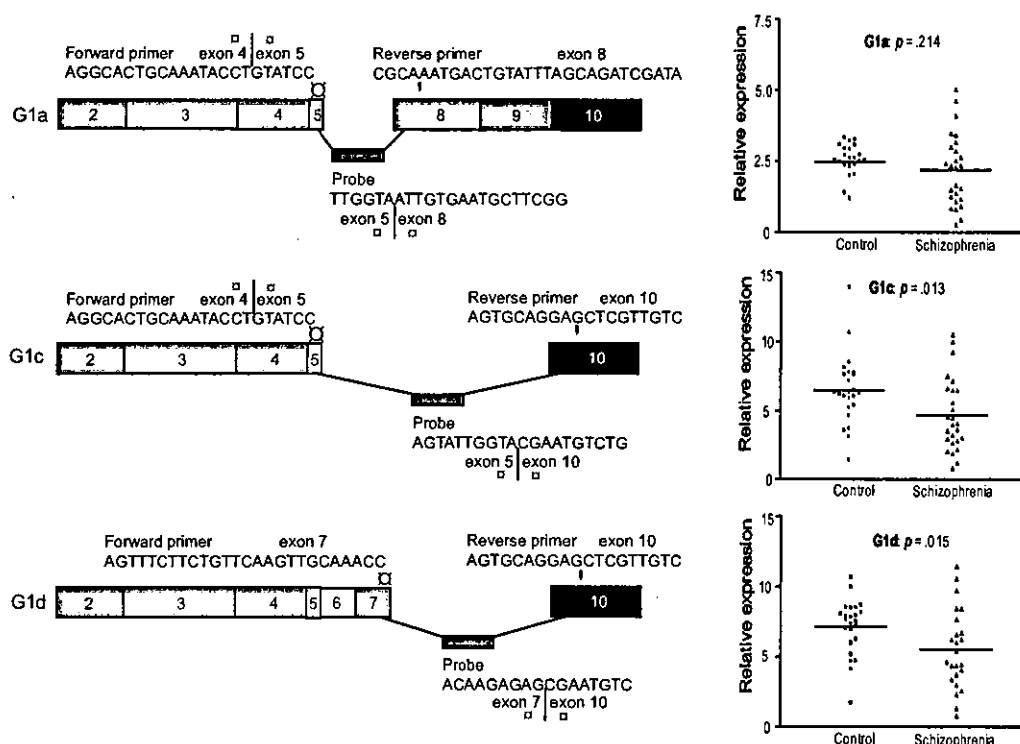 Forward primer exon 4 exon 5
AGGCACTGCAAATACCTGTATCC
Reverse primer exon 8
CGCAAATGACTGTATTTAGCAGATCGATA
G1a
2 3 4 5 8 9 10
Probe
TTGGTAATTGTGAATGCTTCGG
exon 5 exon 8
Relative expression
7.5
5.0
2.5
0
G1a: p = .214
Control Schizophrenia
Forward primer exon 4 exon 5
AGGCACTGCAAATACCTGTATCC
Reverse primer exon 10
AGTGCAGGAGCTCGTTGTC
G1c
2 3 4 5 10
Probe
AGTATTGGTACGAATGTCTG
exon 5 exon 10
Relative expression
15
10
5
0
G1c: p = .013
Control Schizophrenia
Forward primer exon 7
AGTTTCTTCTGTTCAAGTTGCAAACC
Reverse primer exon 10
AGTGCAGGAGCTCGTTGTC
G1d
2 3 4 5 6 7 10
Probe
ACAAGAGAGCGAATGTC
exon 7 exon 10
Relative expression
15
10
5
0
G1d: p = .015
Control Schizophrenia